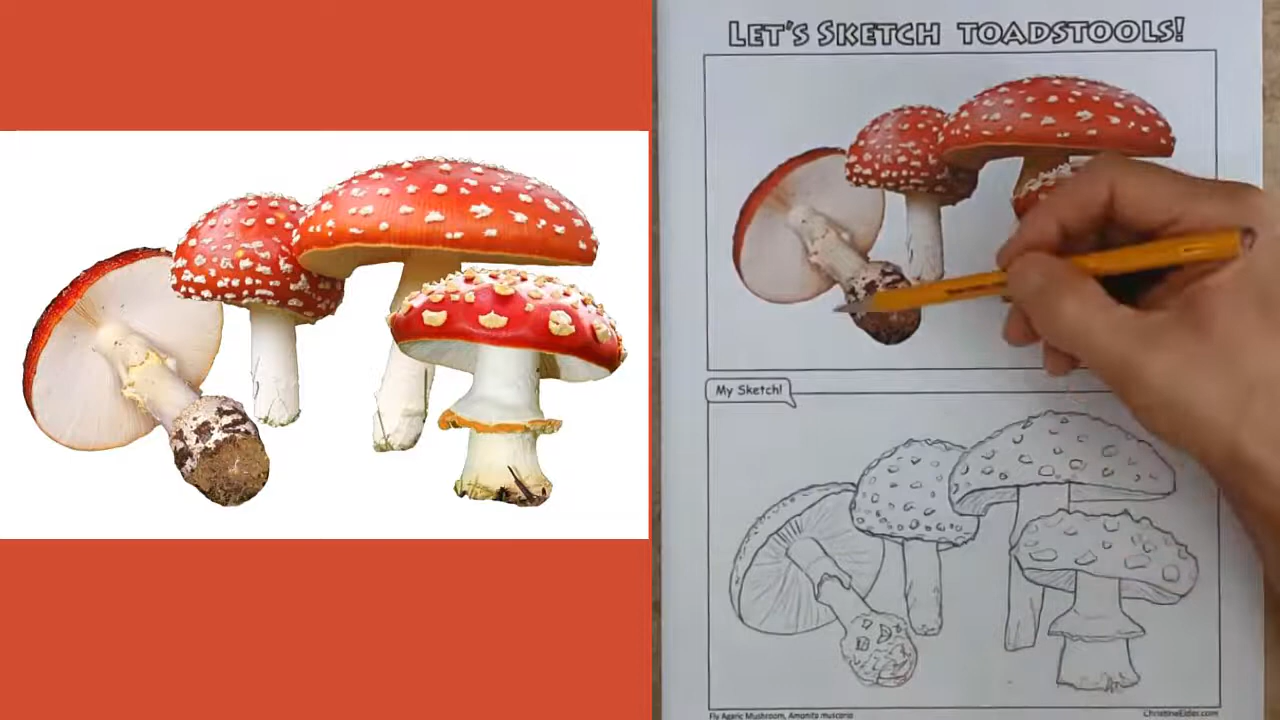 LET'S SKETCH TOADSTOOLS!
My Sketch!
Fly Agaric Mushroom, Amanita muscaria
ChristineElder.com